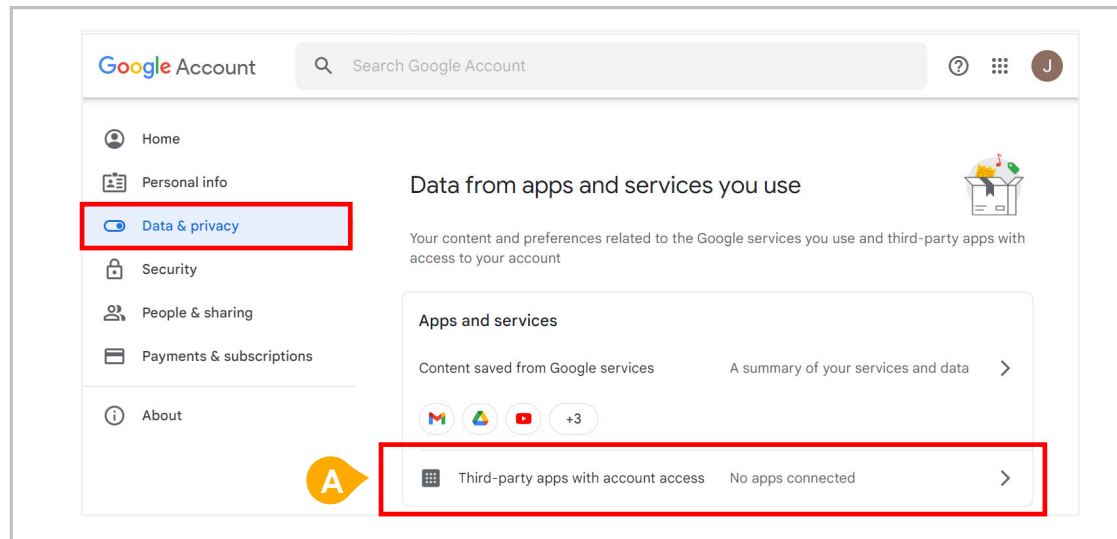 Google Account
Search Google Account
J
Home
Personal info
Data & privacy
Security
People & sharing
Payments & subscriptions
About
Data from apps and services you use
Your content and preferences related to the Google services you use and third-party apps with
access to your account
Apps and services
Content saved from Google services A summary of your services and data
+3
A
Third-party apps with account access No apps connected